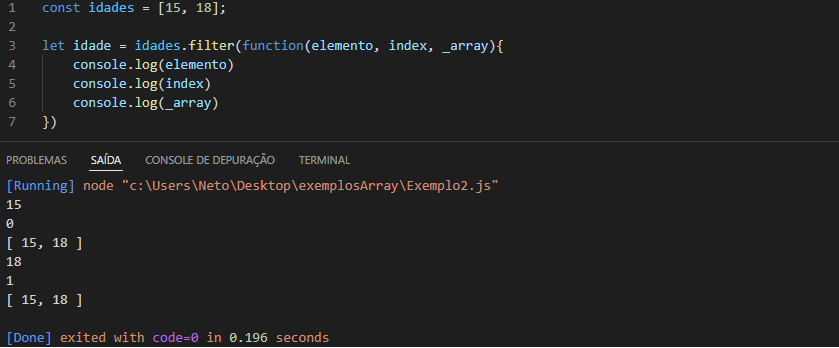 1 const idades = [15, 18];
2
3 let idade = idades.filter(function(elemento, index, _array){
4     console.log(elemento)
5     console.log(index)
6     console.log(_array)
7 })
PROBLEMAS SAÍDA CONSOLE DE DEPURAÇÃO TERMINAL
[Running] node "c:\Users\Neto\Desktop\exemplosArray\Exemplo2.js"
15
0
[ 15, 18 ]
18
1
[ 15, 18 ]
[Done] exited with code=0 in 0.196 seconds